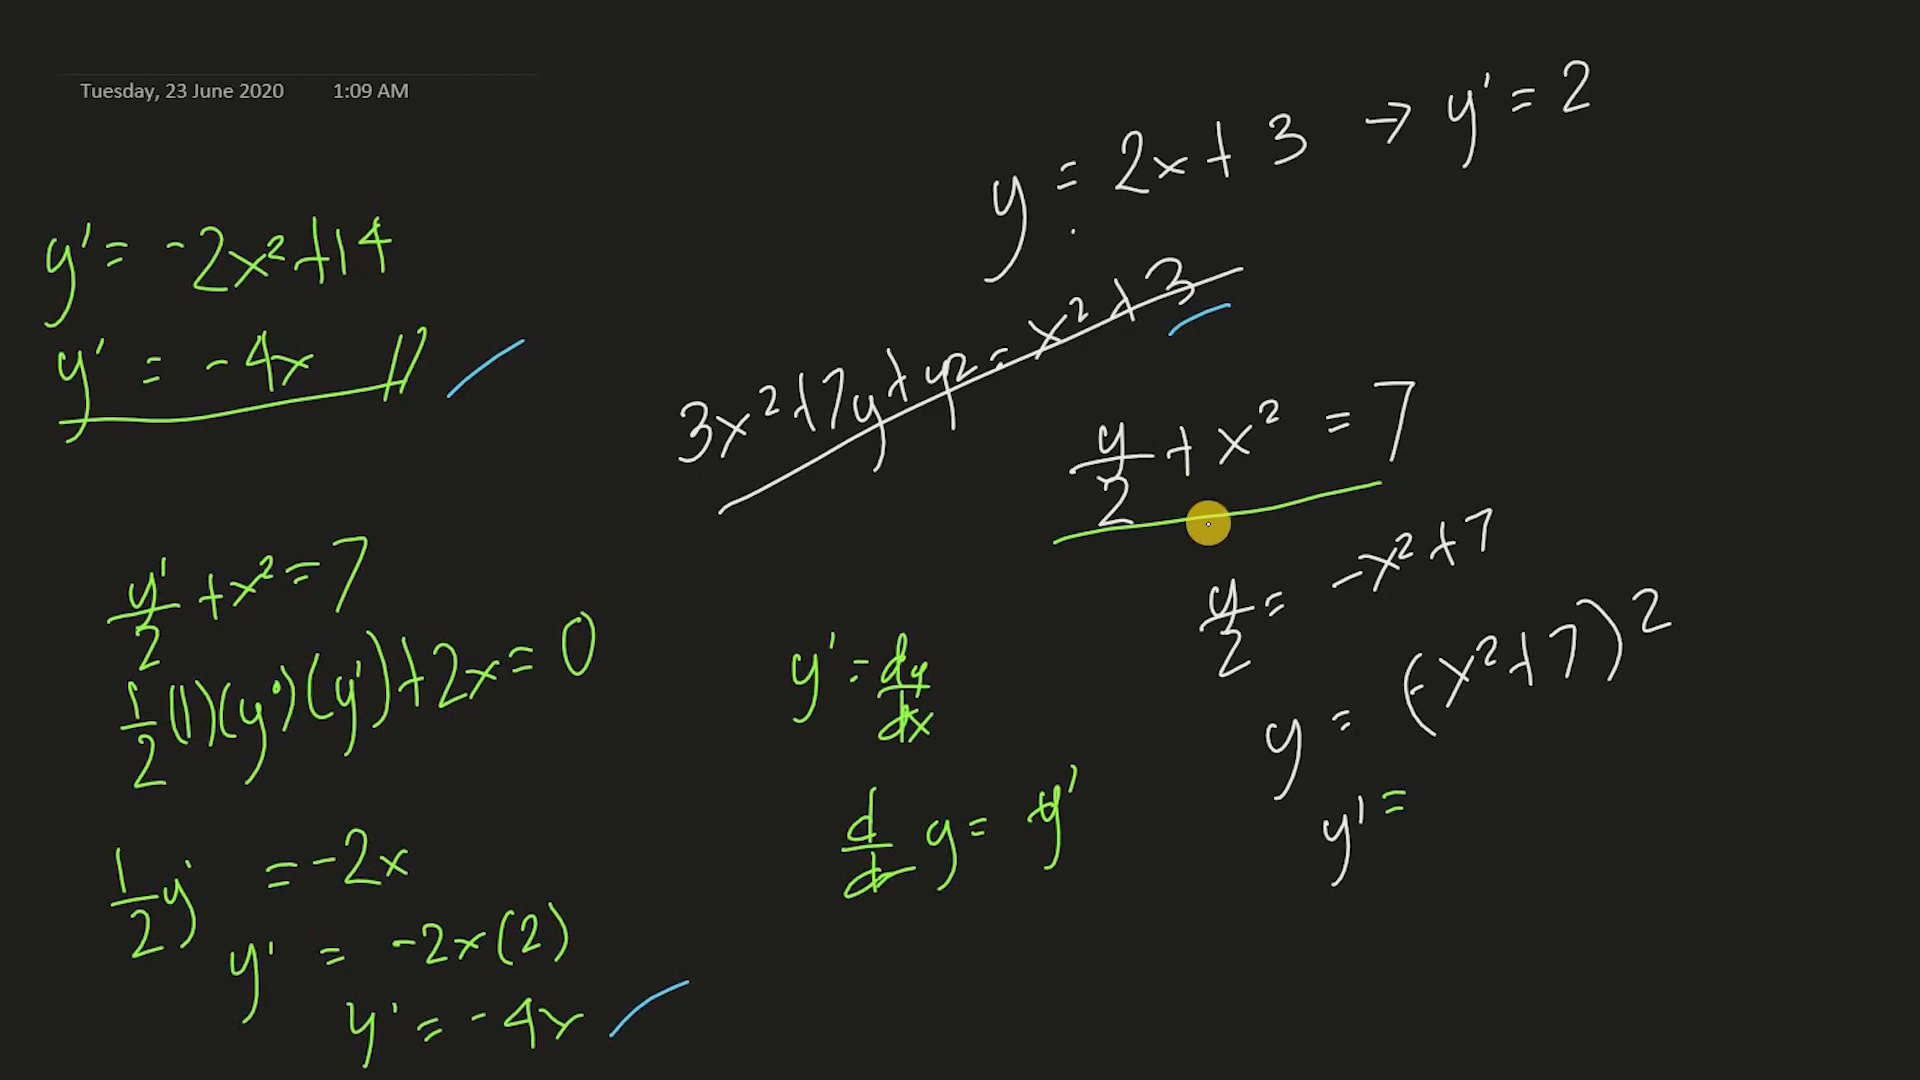 Tuesday, 23 June 2020 1:09 AM
y = 2x + 3 → y' = 2
y' = -2x² + 14
y' = -4x
3x² + 7y + y² = x² + 3
y/2 + x² = 7
y/2 = -x² + 7
y = (-x² + 7)2
y' =
y'/2 + x² = 7
1/2 (1)(y⁰)(y') + 2x = 0
1/2 y' = -2x
y' = -2x(2)
y' = -4x
y' = dy/dx
d/dx y = y'